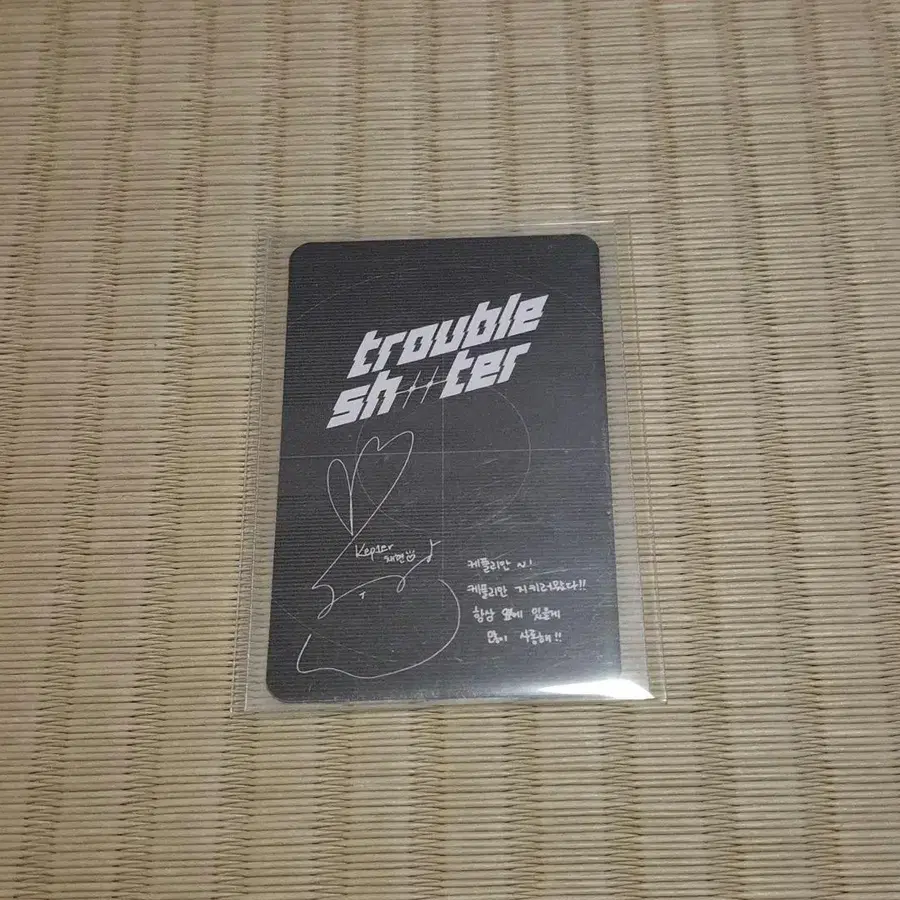 trouble
sh††ter
Kep1er
채현
케플리안 ~!
케플리안 지키러왔다!!
항상 옆에 있을게
많이 사랑해!!